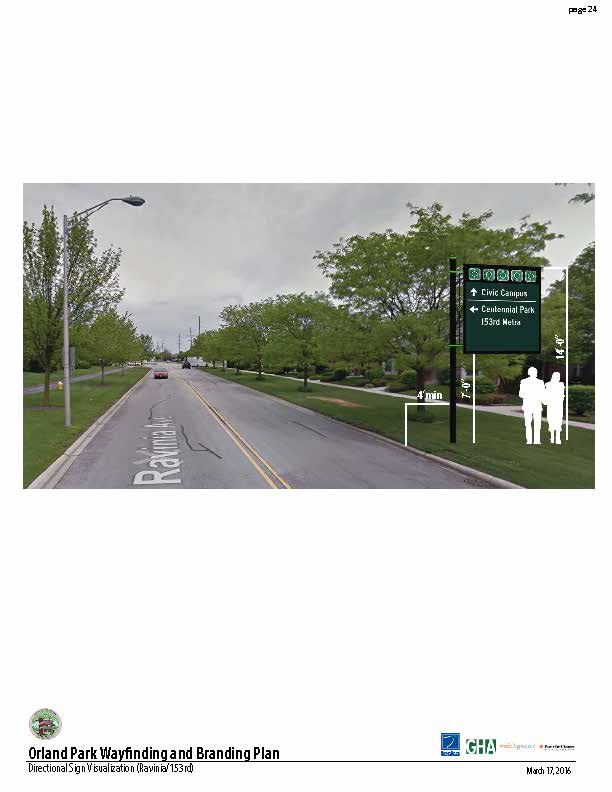 page 24
Civic Campus
Centennial Park
153rd Metra
14'-0"
7'-0"
4' min
Ravinia Av
GHA
Orland Park Wayfinding and Branding Plan
Directional Sign Visualization (Ravinia/153rd)
March 17, 2016